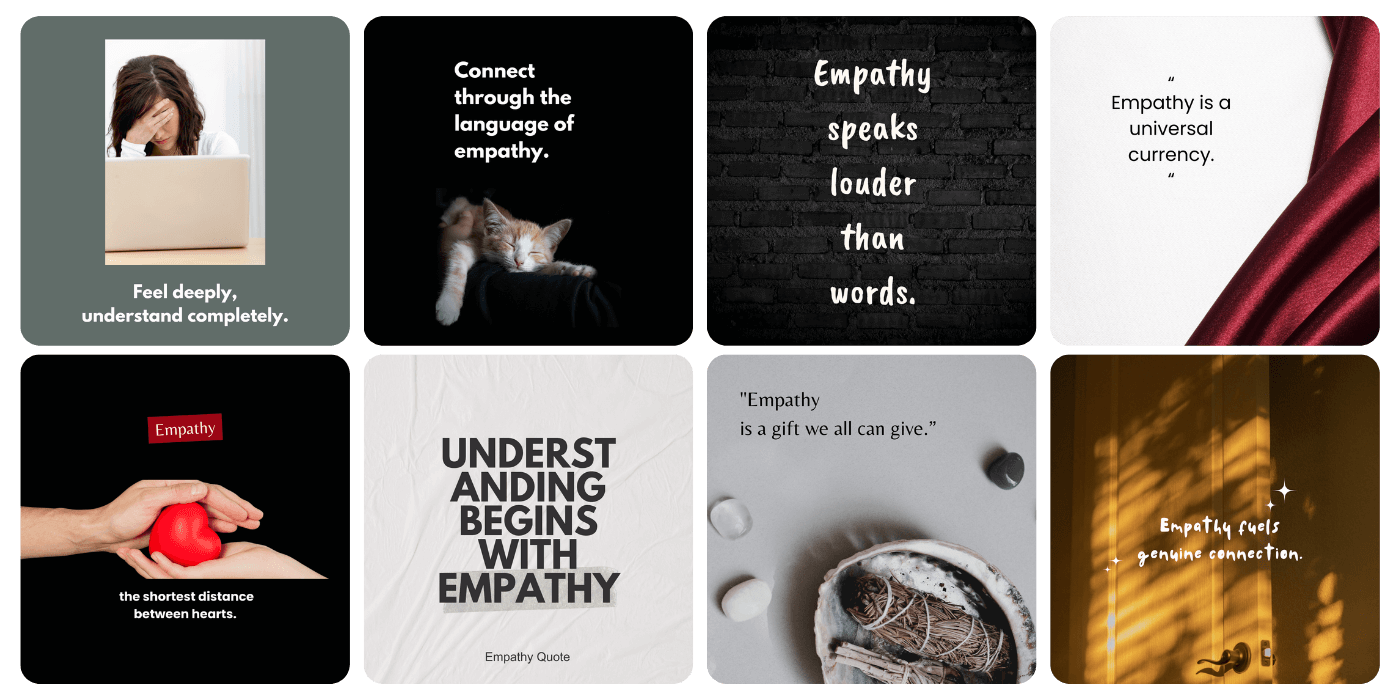 Feel deeply,
understand completely.
Connect
through the
language of
empathy.
Empathy
speaks
louder
than
words.
“
Empathy is a
universal
currency.
“
Empathy
the shortest distance
between hearts.
UNDERST
ANDING
BEGINS
WITH
EMPATHY
Empathy Quote
"Empathy
is a gift we all can give.”
Empathy fuels
genuine connection.